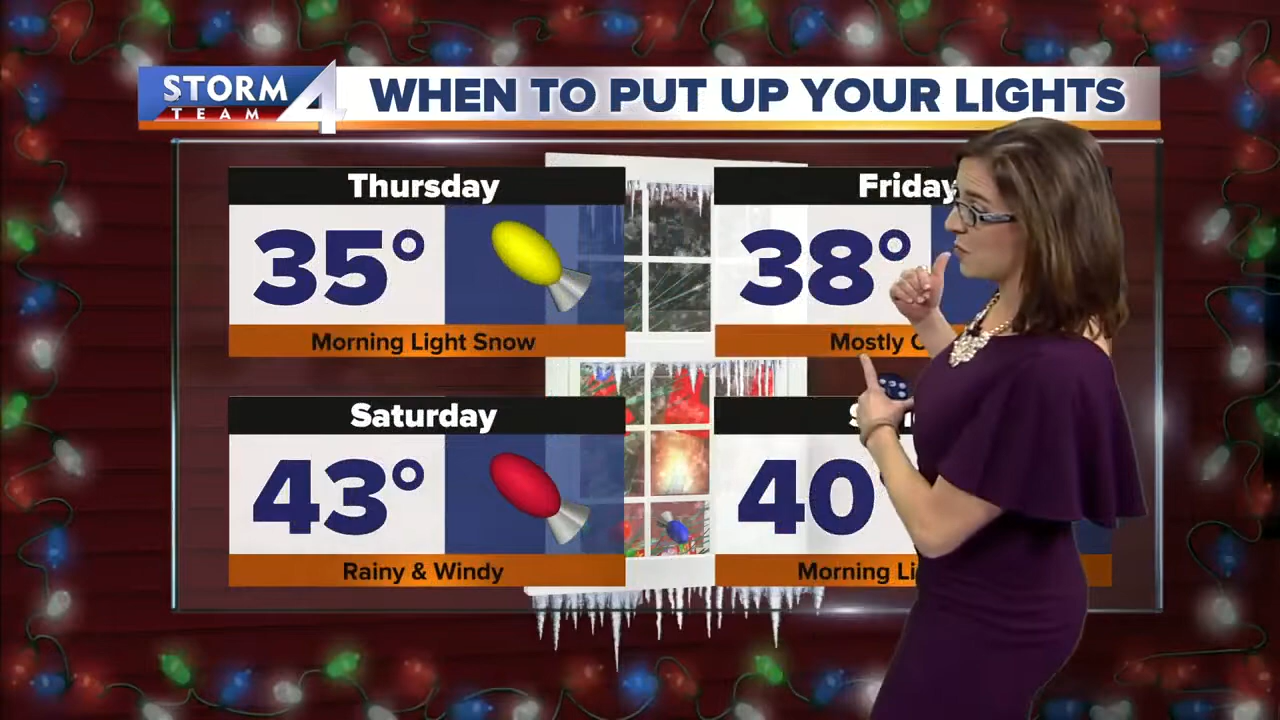 STORM
TEAM
4
WHEN TO PUT UP YOUR LIGHTS
Thursday
Friday
35°
38°
Morning Light Snow
Mostly
Saturday
43°
40°
Rainy & Windy
Morning